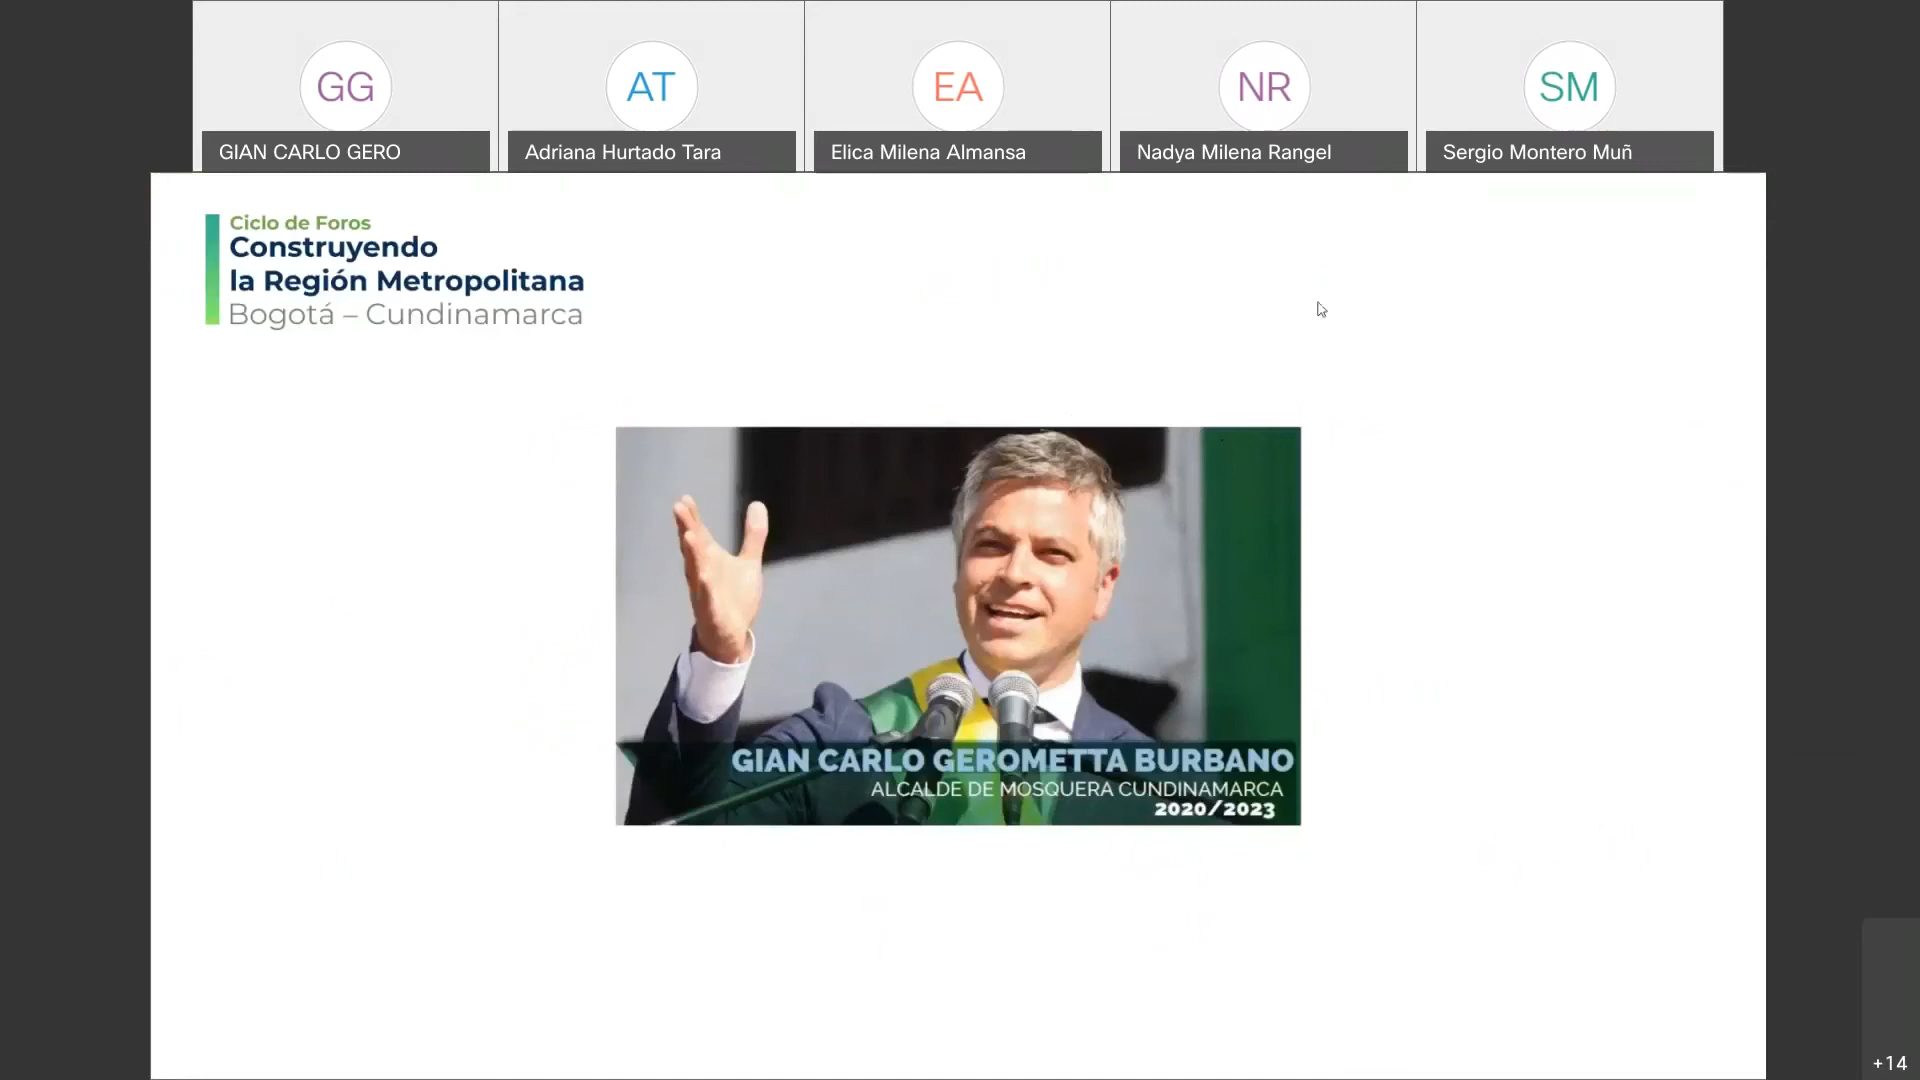 GG
AT
EA
NR
SM
GIAN CARLO GERO
Adriana Hurtado Tara
Elica Milena Almansa
Nadya Milena Rangel
Sergio Montero Muñ
Ciclo de Foros
Construyendo
la Región Metropolitana
Bogotá – Cundinamarca
GIAN CARLO GEROMETTA BURBANO
ALCALDE DE MOSQUERA CUNDINAMARCA
2020/2023
+14